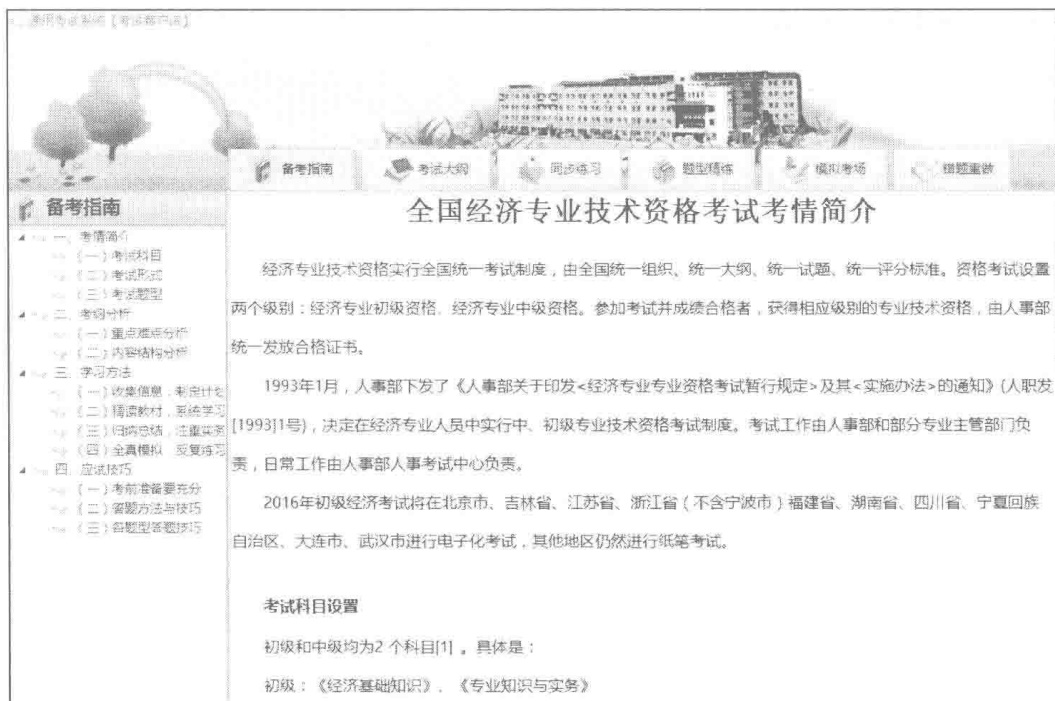 通用考试系统【考试客户端】
备考指南
考试大纲
同步练习
题型精炼
模拟考场
错题重做
备考指南
一、考情简介
（一）考试科目
（二）考试形式
（三）考试题型
二、考纲分析
（一）重点难点分析
（二）内容结构分析
三、学习方法
（一）收集信息，制定计划
（二）精读教材，系统学习
（三）归纳总结，注重实务
（四）全真模拟 反复练习
四、应试技巧
（一）考前准备要充分
（二）答题方法与技巧
（三）各题型答题技巧
全国经济专业技术资格考试考情简介
经济专业技术资格实行全国统一考试制度，由全国统一组织、统一大纲、统一试题、统一评分标准。资格考试设置
两个级别：经济专业初级资格、经济专业中级资格。参加考试并成绩合格者，获得相应级别的专业技术资格，由人事部
统一发放合格证书。
1993年1月，人事部下发了《人事部关于印发<经济专业专业资格考试暂行规定>及其<实施办法>的通知》(人职发
[1993]1号)，决定在经济专业人员中实行中、初级专业技术资格考试制度。考试工作由人事部和部分专业主管部门负
责，日常工作由人事部人事考试中心负责。
2016年初级经济考试将在北京市、吉林省、江苏省、浙江省（不含宁波市）福建省、湖南省、四川省、宁夏回族
自治区、大连市、武汉市进行电子化考试，其他地区仍然进行纸笔考试。
考试科目设置
初级和中级均为2 个科目[1] 。具体是：
初级：《经济基础知识》、《专业知识与实务》